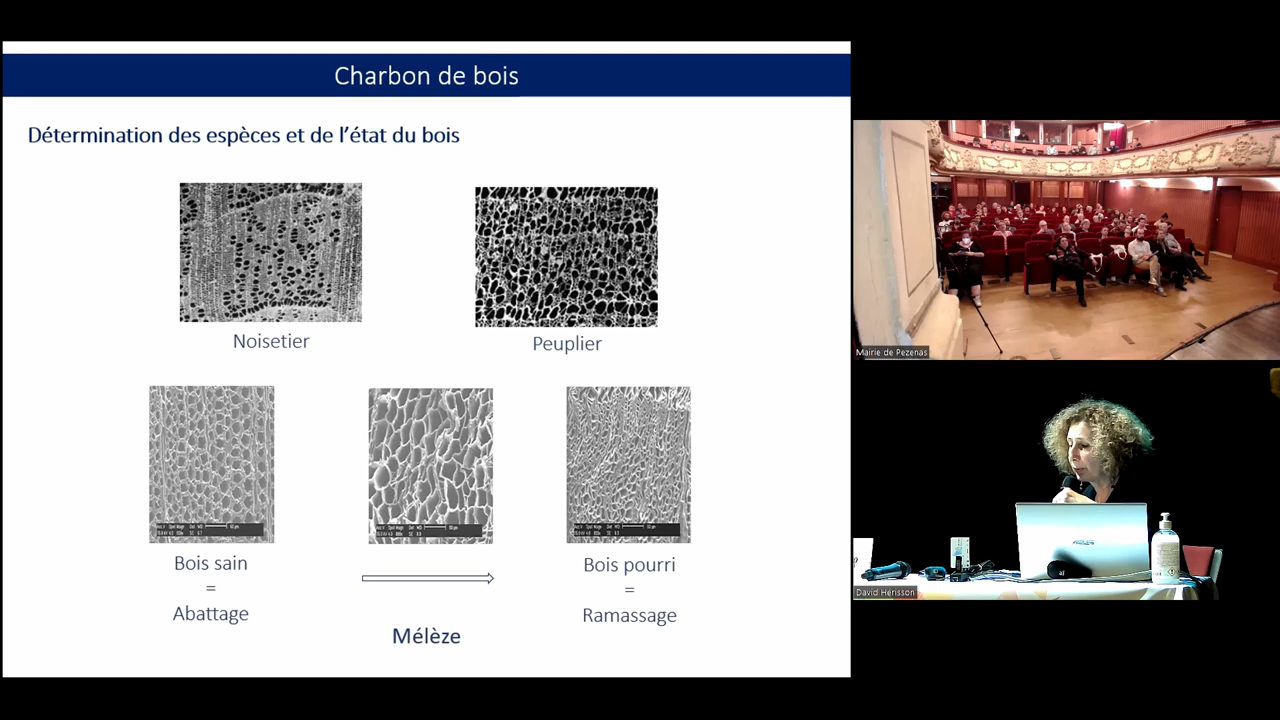 Charbon de bois
Détermination des espèces et de l'état du bois
Noisetier
Peuplier
Bois sain
=
Abattage
Bois pourri
=
Ramassage
Mélèze
Mairie de Pezenas
David Herisson
ASUS